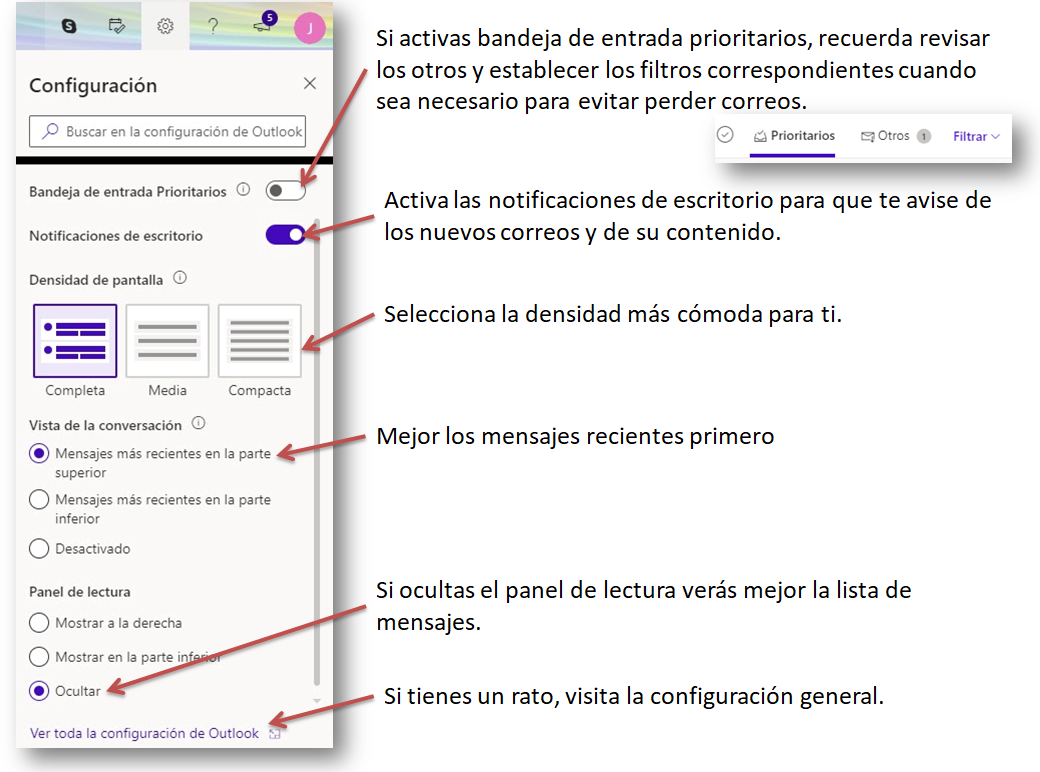 S
?
5
J
Configuración
Buscar en la configuración de Outlook
Bandeja de entrada Prioritarios
Notificaciones de escritorio
Densidad de pantalla
Completa
Media
Compacta
Vista de la conversación
Mensajes más recientes en la parte
superior
Mensajes más recientes en la parte
inferior
Desactivado
Panel de lectura
Mostrar a la derecha
Mostrar en la parte inferior
Ocultar
Ver toda la configuración de Outlook
Si activas bandeja de entrada prioritarios, recuerda revisar
los otros y establecer los filtros correspondientes cuando
sea necesario para evitar perder correos.
Prioritarios
Otros 1
Filtrar
Activa las notificaciones de escritorio para que te avise de
los nuevos correos y de su contenido.
Selecciona la densidad más cómoda para ti.
Mejor los mensajes recientes primero
Si ocultas el panel de lectura verás mejor la lista de
mensajes.
Si tienes un rato, visita la configuración general.